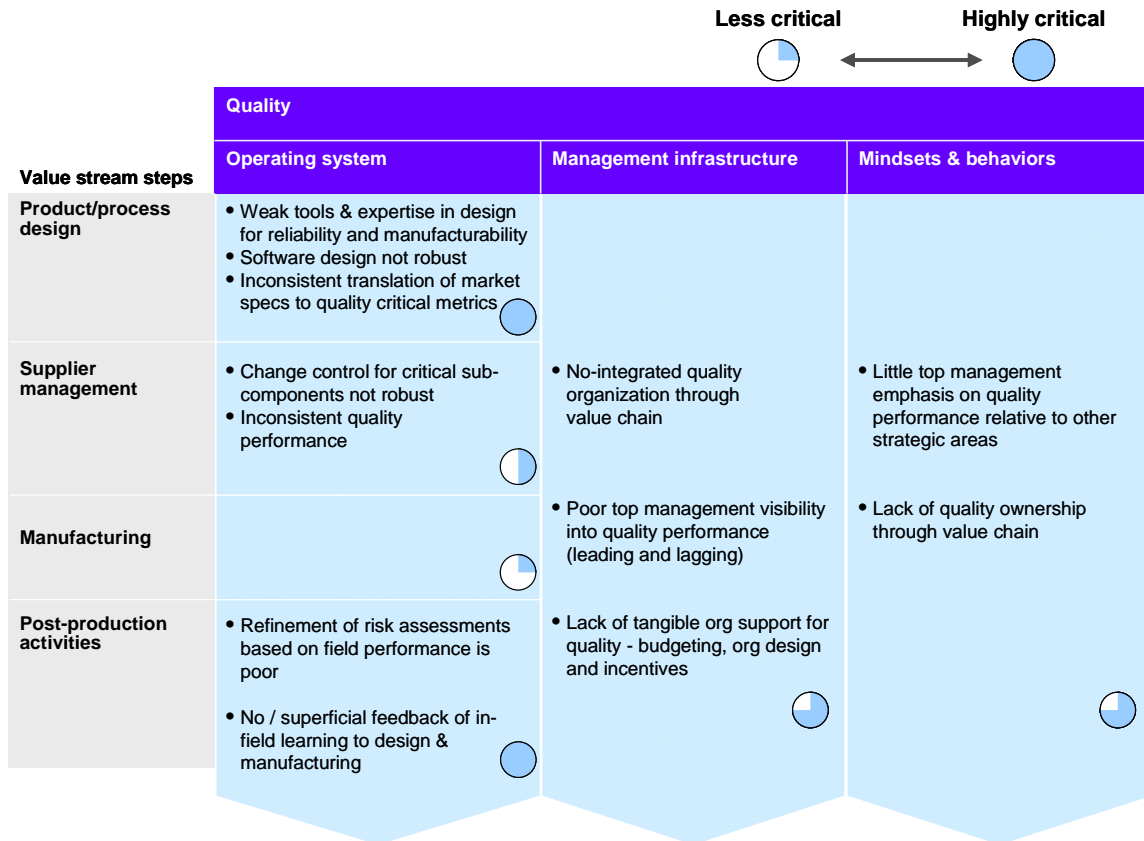 Less critical
Highly critical
Quality
Value stream steps
Operating system
Management infrastructure
Mindsets & behaviors
Product/process
design
• Weak tools & expertise in design
for reliability and manufacturability
• Software design not robust
• Inconsistent translation of market
specs to quality critical metrics
Supplier
management
• Change control for critical sub-
components not robust
• Inconsistent quality
performance
• No-integrated quality
organization through
value chain
• Little top management
emphasis on quality
performance relative to other
strategic areas
Manufacturing
• Poor top management visibility
into quality performance
(leading and lagging)
• Lack of quality ownership
through value chain
Post-production
activities
• Refinement of risk assessments
based on field performance is
poor
• No / superficial feedback of in-
field learning to design &
manufacturing
• Lack of tangible org support for
quality - budgeting, org design
and incentives